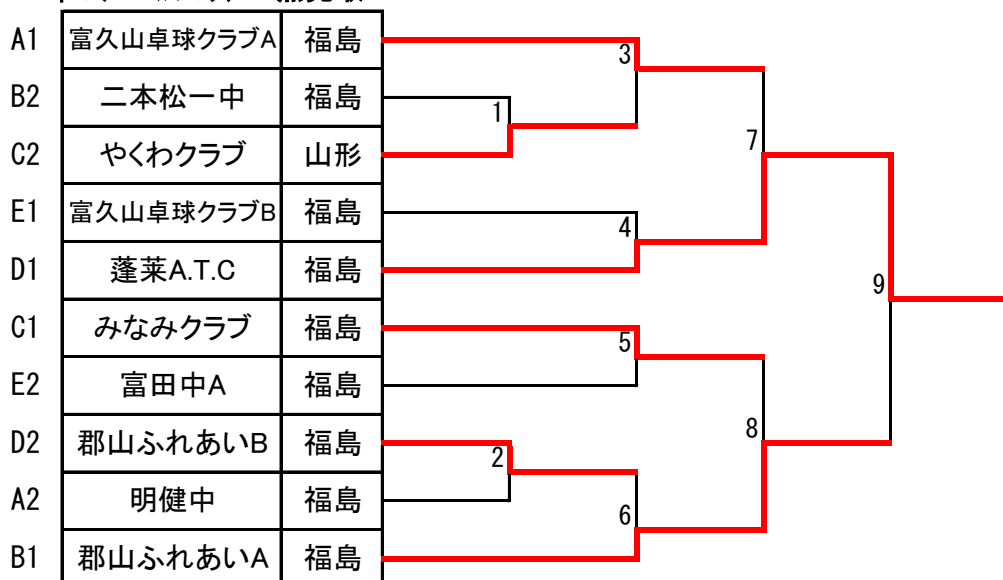 A1 富久山卓球クラブA 福島
3
B2 二本松一中 福島
1
7
C2 やくわクラブ 山形
E1 富久山卓球クラブB 福島
4
D1 蓬莱A.T.C 福島
9
C1 みなみクラブ 福島
5
E2 富田中A 福島
8
D2 郡山ふれあいB 福島
2
A2 明健中 福島
6
B1 郡山ふれあいA 福島